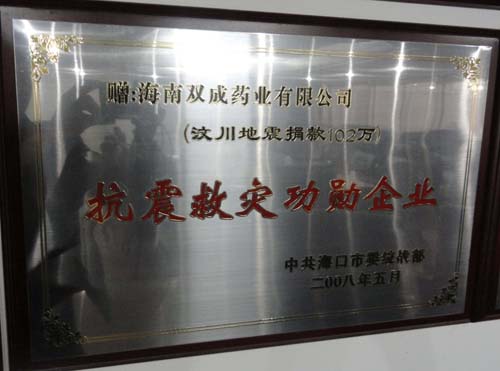 赠:海南双成药业有限公司
(汶川地震捐款102万)
抗震救灾功勋企业
中共海口市委统战部
二00八年五月